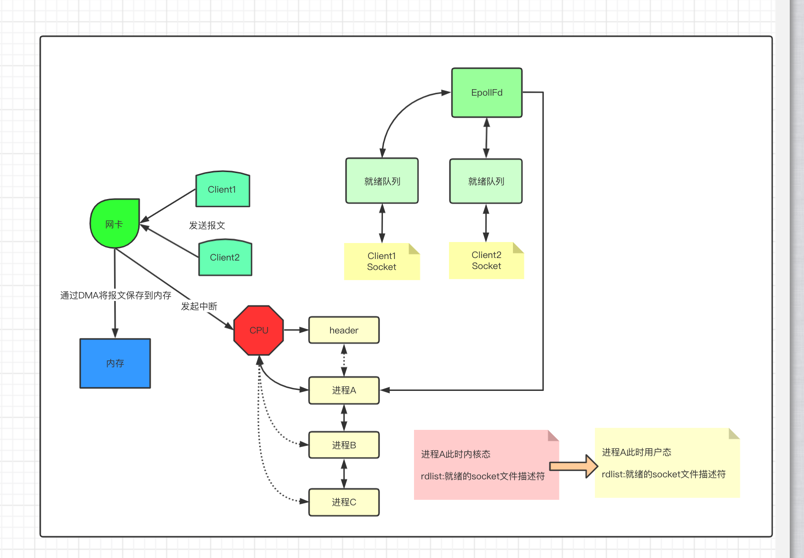 EpollFd
就绪队列
就绪队列
Client1
网卡
发送报文
Client2
Client1
Socket
Client2
Socket
通过DMA将报文保存到内存
发起中断
CPU
header
内存
进程A
进程B
进程C
进程A此时内核态
rdlist:就绪的socket文件描述符
进程A此时用户态
rdlist:就绪的socket文件描述符